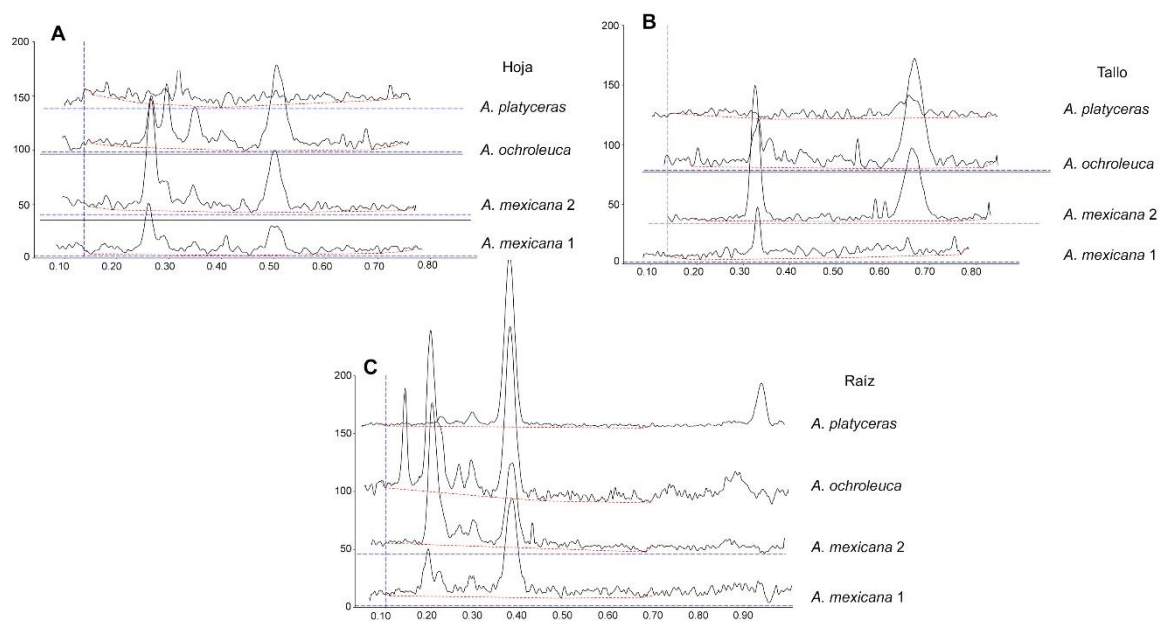 A
200
150
100
50
0
0.10 0.20 0.30 0.40 0.50 0.60 0.70 0.80
Hoja
A. platyceras
A. ochroleuca
A. mexicana 2
A. mexicana 1
B
200
150
100
50
0
0.10 0.20 0.30 0.40 0.50 0.60 0.70 0.80
Tallo
A. platyceras
A. ochroleuca
A. mexicana 2
A. mexicana 1
C
200
150
100
50
0
0.10 0.20 0.30 0.40 0.50 0.60 0.70 0.80 0.90
Raíz
A. platyceras
A. ochroleuca
A. mexicana 2
A. mexicana 1